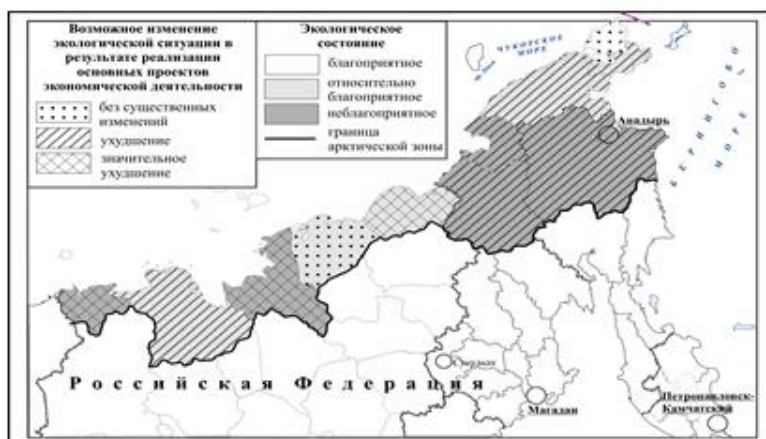 Возможное изменение
экологической ситуации в
результате реализации
основных проектов
экономической деятельности
без существенных
изменений
ухудшение
значительное
ухудшение
Экологическое
состояние
благоприятное
относительно
благоприятное
неблагоприятное
граница
арктической зоны
ЧУКОТСКОЕ
МОРЕ
БЕРИНГОВО
МОРЕ
Анадырь
Российская Федерация
Магадан
Петропавловск-
Камчатский